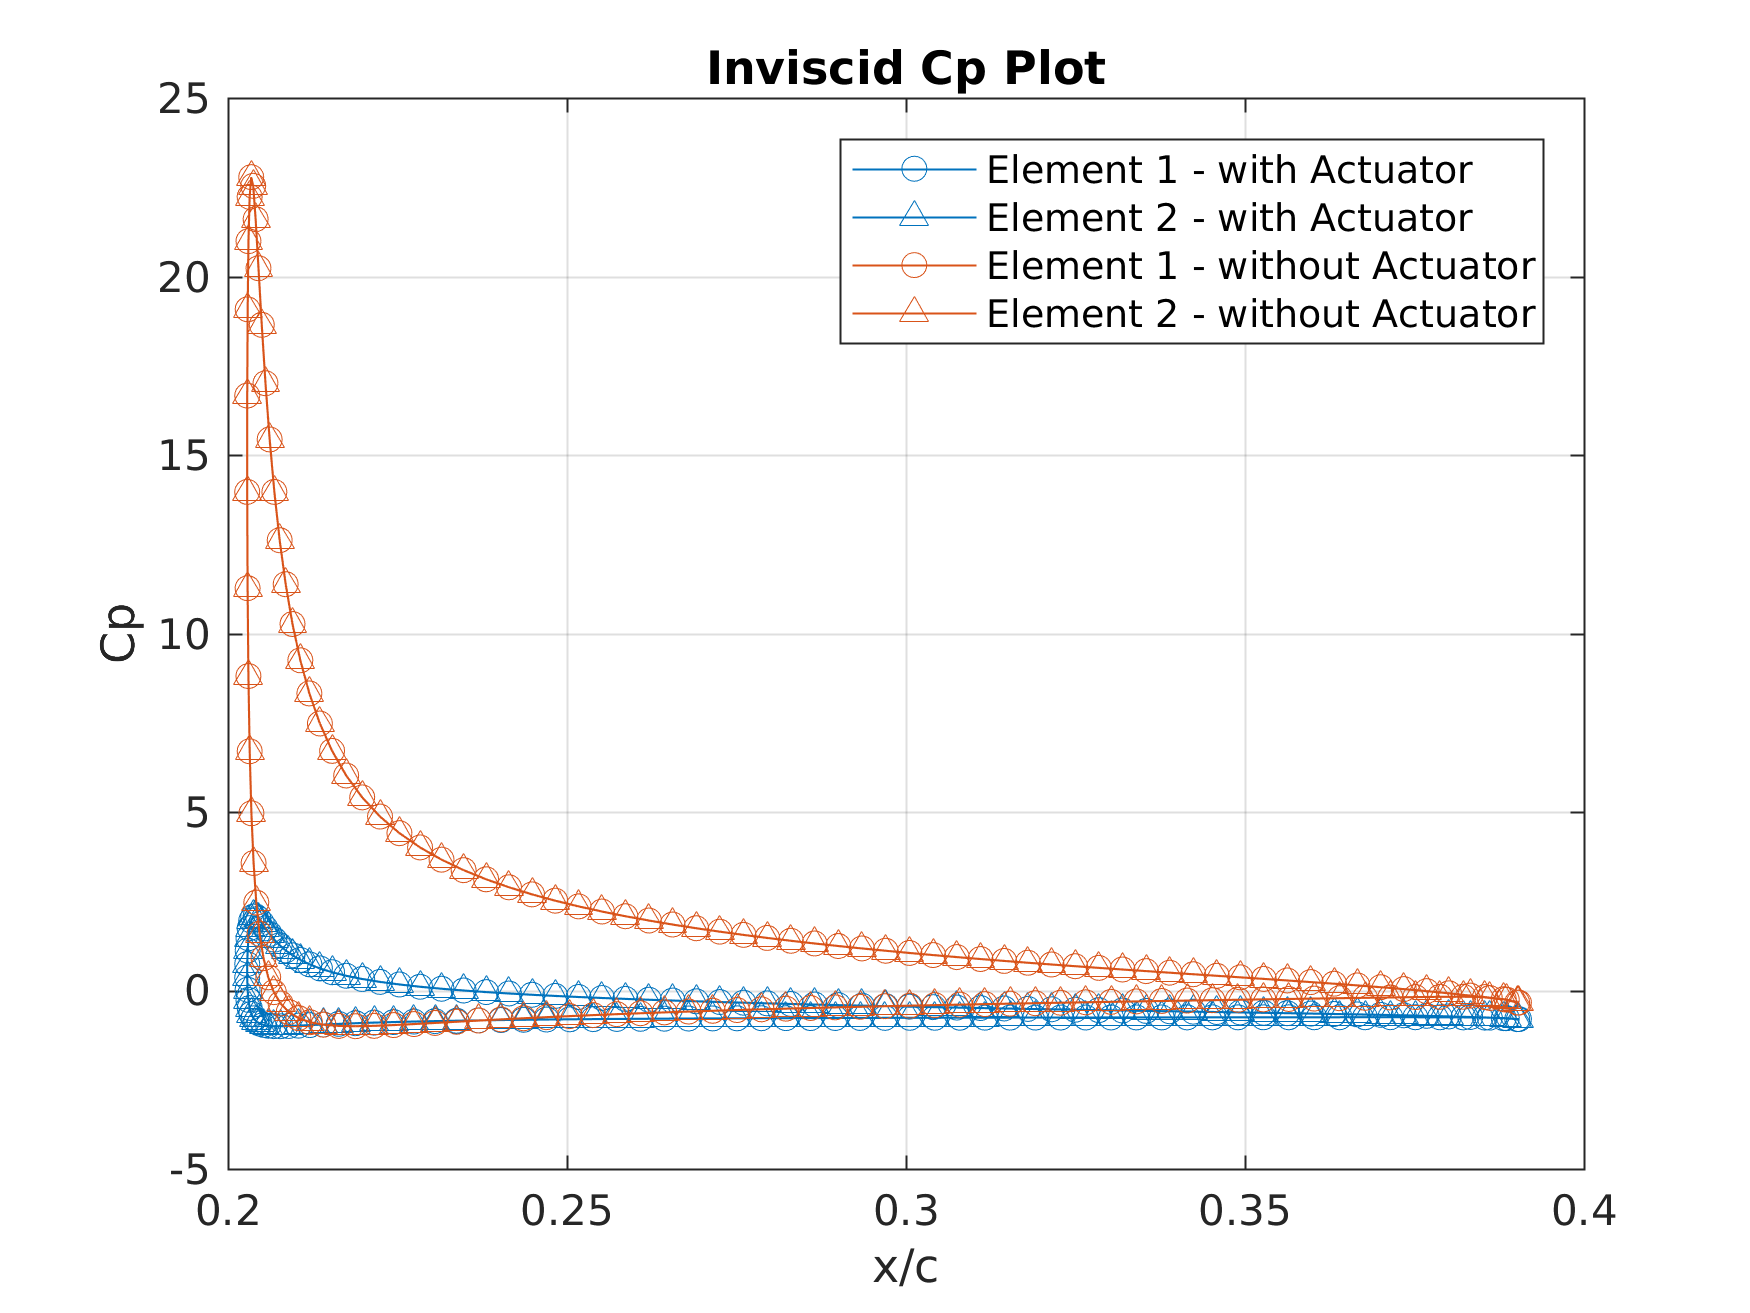 Inviscid Cp Plot
25
20
15
10
5
0
-5
Cp
Element 1 - with Actuator
Element 2 - with Actuator
Element 1 - without Actuator
Element 2 - without Actuator
0.2 0.25 0.3 0.35 0.4
x/c